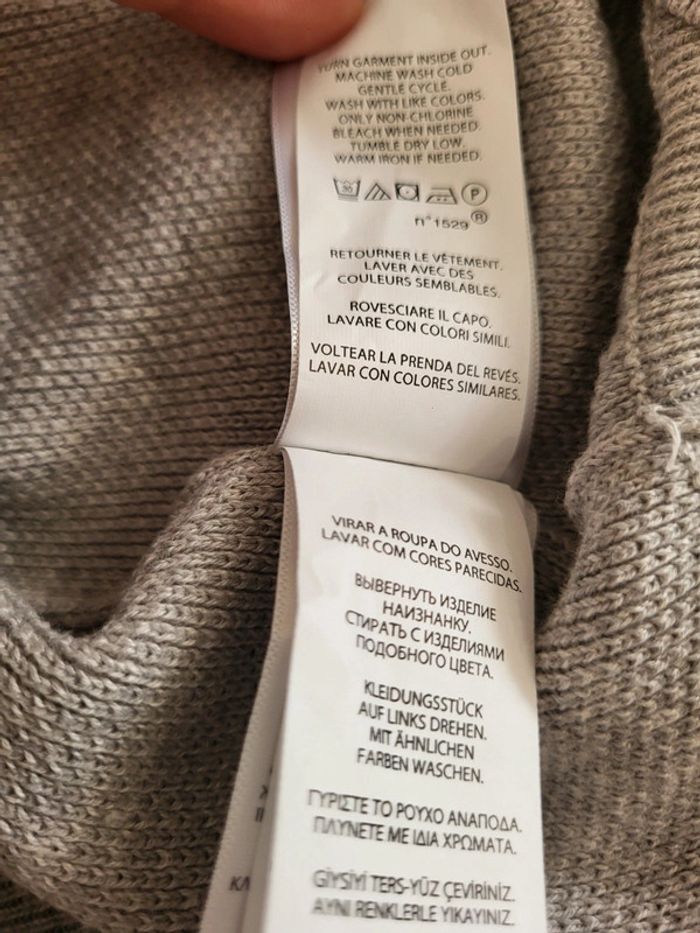 TURN GARMENT INSIDE OUT.
MACHINE WASH COLD
GENTLE CYCLE.
WASH WITH LIKE COLORS.
ONLY NON-CHLORINE
BLEACH WHEN NEEDED.
TUMBLE DRY LOW.
WARM IRON IF NEEDED.
30 P
n°1529 ®
RETOURNER LE VÊTEMENT.
LAVER AVEC DES
COULEURS SEMBLABLES.
ROVESCIARE IL CAPO.
LAVARE CON COLORI SIMILI.
VOLTEAR LA PRENDA DEL REVÉS.
LAVAR CON COLORES SIMILARES.
VIRAR A ROUPA DO AVESSO.
LAVAR COM CORES PARECIDAS.
ВЫВЕРНУТЬ ИЗДЕЛИЕ
НАИЗНАНКУ.
СТИРАТЬ С ИЗДЕЛИЯМИ
ПОДОБНОГО ЦВЕТА.
KLEIDUNGSSTÜCK
AUF LINKS DREHEN.
MIT ÄHNLICHEN
FARBEN WASCHEN.
ΓΥΡΙΣΤΕ ΤΟ ΡΟΥΧΟ ΑΝΑΠΟΔΑ.
ΠΛΥΝΕΤΕ ΜΕ ΙΔΙΑ ΧΡΩΜΑΤΑ.
GİYSİYİ TERS-YÜZ ÇEVİRİNİZ.
AYNI RENKLERLE YIKAYINIZ.